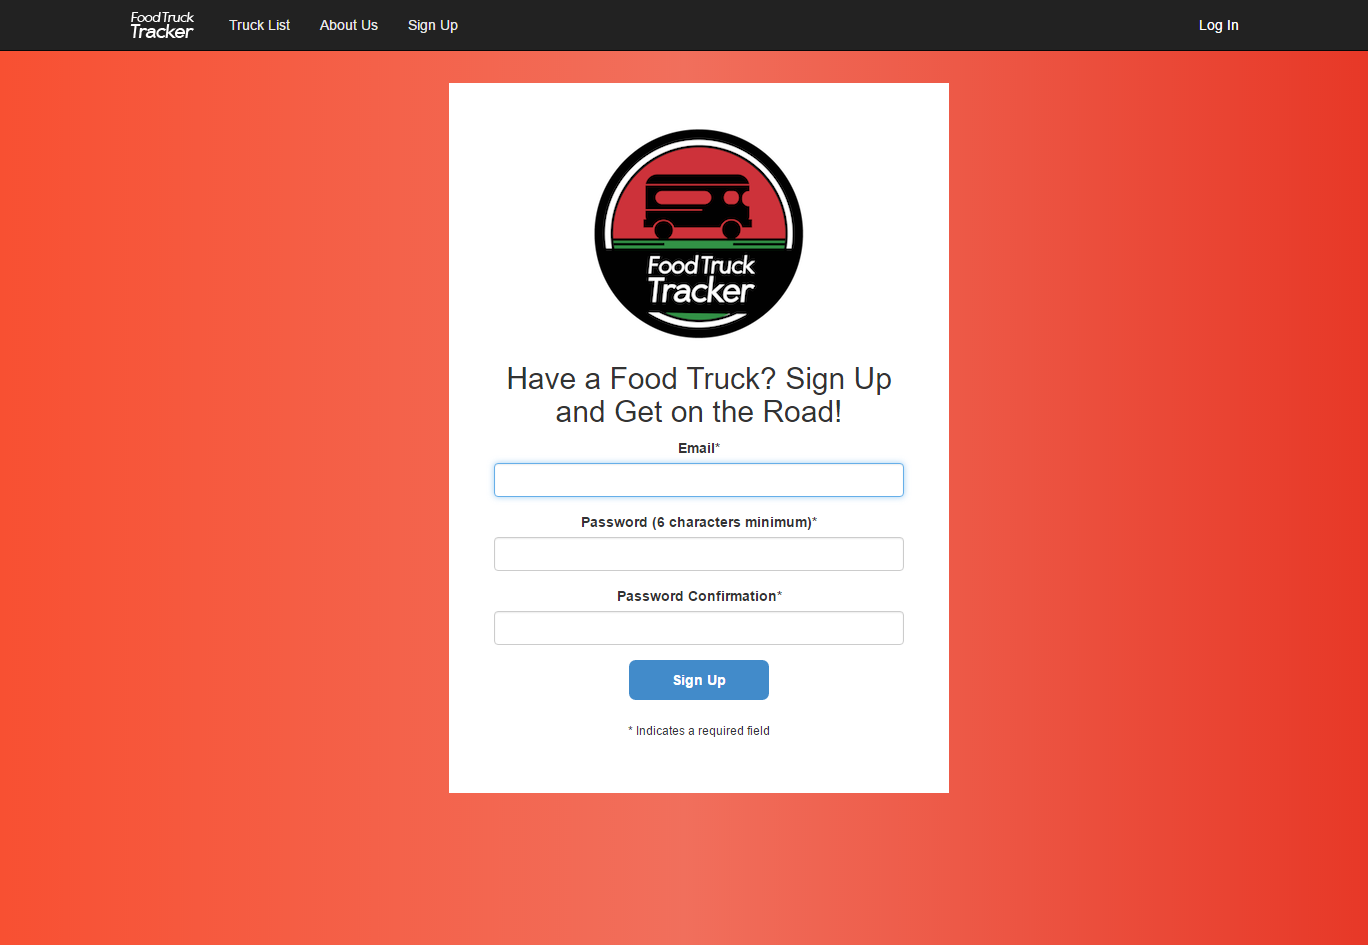 Food Truck
Tracker
Truck List
About Us
Sign Up
Log In
Food Truck
Tracker
Have a Food Truck? Sign Up
and Get on the Road!
Email*
Password (6 characters minimum)*
Password Confirmation*
Sign Up
* Indicates a required field